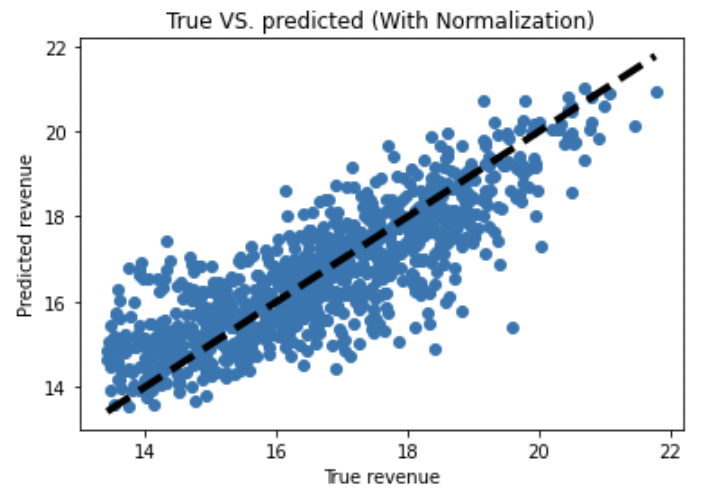 True VS. predicted (With Normalization)
22
20
18
16
14
Predicted revenue
14 16 18 20 22
True revenue